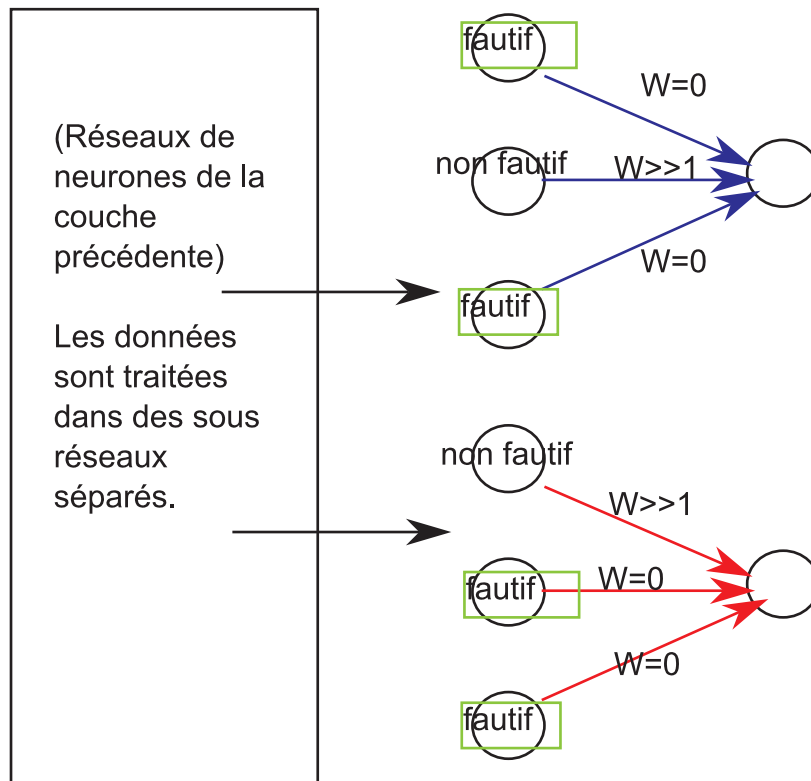 (Réseaux de
neurones de la
couche
précédente)
Les données
sont traitées
dans des sous
réseaux
séparés.
fautif
W=0
non fautif
W>>1
W=0
fautif
non fautif
W>>1
fautif
W=0
W=0
fautif